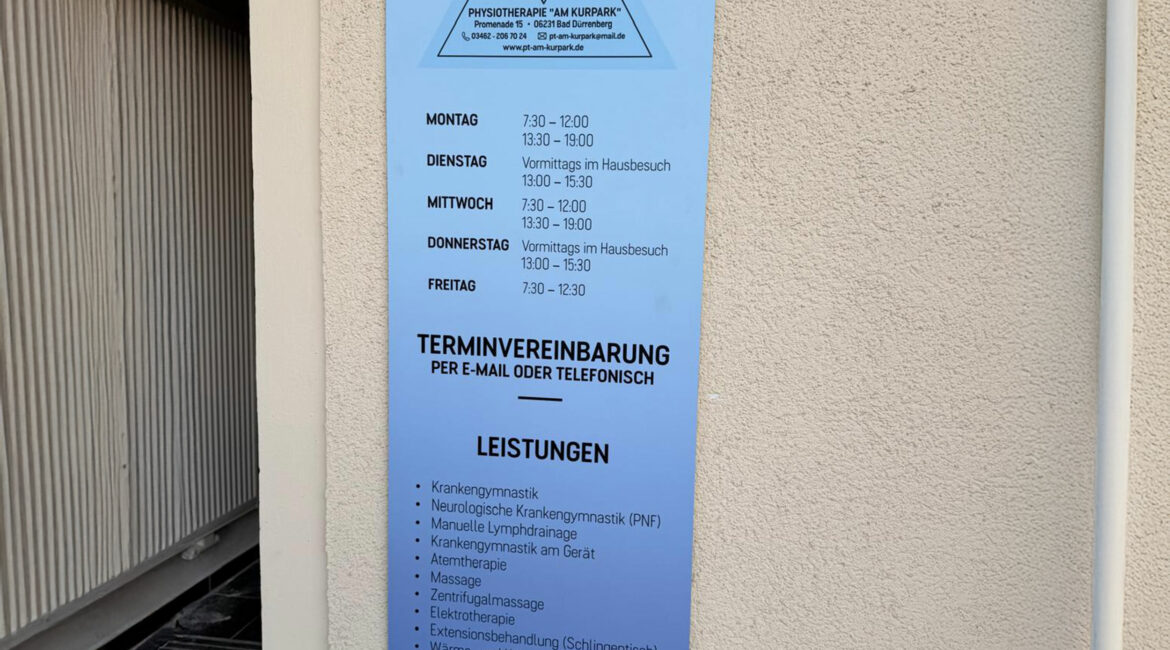 PHYSIOTHERAPIE "AM KURPARK"
Promenade 15 • 06231 Bad Dürrenberg
03462 - 206 70 24 pt-am-kurpark@mail.de
www.pt-am-kurpark.de
MONTAG 7:30 – 12:00
13:30 – 19:00
DIENSTAG Vormittags im Hausbesuch
13:00 – 15:30
MITTWOCH 7:30 – 12:00
13:30 – 19:00
DONNERSTAG Vormittags im Hausbesuch
13:00 – 15:30
FREITAG 7:30 – 12:30
TERMINVEREINBARUNG
PER E-MAIL ODER TELEFONISCH
LEISTUNGEN
• Krankengymnastik
• Neurologische Krankengymnastik (PNF)
• Manuelle Lymphdrainage
• Krankengymnastik am Gerät
• Atemtherapie
• Massage
• Zentrifugalmassage
• Elektrotherapie
• Extensionsbehandlung (Schlingentisch)